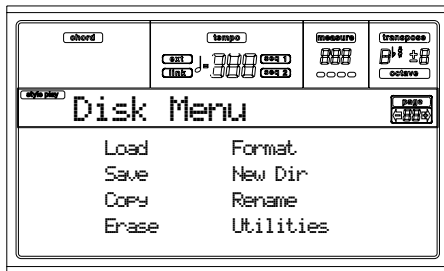 chord tempo measure transpose
ext seq 1
link seq 2
octave
style play Disk Menu page
Load Format
Save New Dir
Copy Rename
Erase Utilities